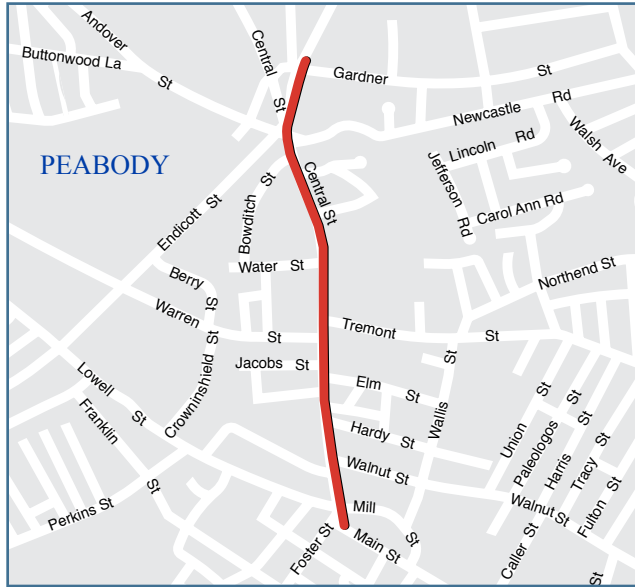 Andover St
Buttonwood La
Central St
Gardner St
Newcastle Rd
Walsh Ave
Lincoln Rd
Jefferson Rd
Carol Ann Rd
PEABODY
Endicott St
Bowditch St
Central St
Water St
Berry St
Northend St
Warren St
Tremont St
Crowninshield St
Jacobs St
Elm St
Wallis St
Lowell St
Franklin St
Hardy St
Walnut St
Union St
Paleologos St
Harris St
Tracy St
Fulton St
Walnut St
Mill St
Main St
Foster St
Perkins St
Caller St
St